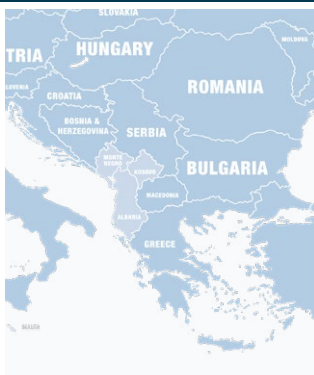 SLOVAKIA
MOLDOVA
HUNGARY
TRIA
ROMANIA
SLOVENIA
CROATIA
BOSNIA &
HERZEGOVINA
SERBIA
MONTE
NEGRO
KOSOVO
BULGARIA
MACEDONIA
ALBANIA
GREECE
MALTA